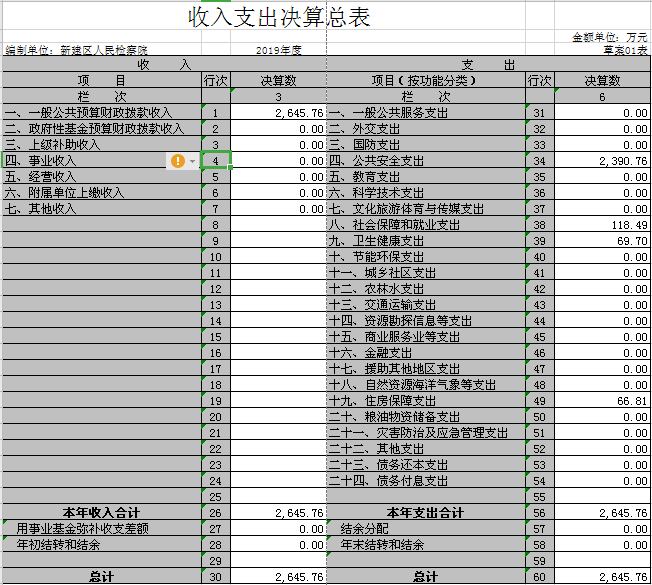 收入支出决算总表
金额单位：万元
编制单位：新建区人民检察院 2019年度 草案01表
收 入 支 出
项 目 行次 决算数 项目（按功能分类） 行次 决算数
栏 次 3 栏 次 6
一、一般公共预算财政拨款收入 1 2,645.76 一、一般公共服务支出 31 0.00
二、政府性基金预算财政拨款收入 2 0.00 二、外交支出 32 0.00
三、上级补助收入 3 0.00 三、国防支出 33 0.00
四、事业收入 4 0.00 四、公共安全支出 34 2,390.76
五、经营收入 5 0.00 五、教育支出 35 0.00
六、附属单位上缴收入 6 0.00 六、科学技术支出 36 0.00
七、其他收入 7 0.00 七、文化旅游体育与传媒支出 37 0.00
8 八、社会保障和就业支出 38 118.49
9 九、卫生健康支出 39 69.70
10 十、节能环保支出 40 0.00
11 十一、城乡社区支出 41 0.00
12 十二、农林水支出 42 0.00
13 十三、交通运输支出 43 0.00
14 十四、资源勘探信息等支出 44 0.00
15 十五、商业服务业等支出 45 0.00
16 十六、金融支出 46 0.00
17 十七、援助其他地区支出 47 0.00
18 十八、自然资源海洋气象等支出 48 0.00
19 十九、住房保障支出 49 66.81
20 二十、粮油物资储备支出 50 0.00
21 二十一、灾害防治及应急管理支出 51 0.00
22 二十二、其他支出 52 0.00
23 二十三、债务还本支出 53 0.00
24 二十四、债务付息支出 54 0.00
25 55
本年收入合计 26 2,645.76 本年支出合计 56 2,645.76
用事业基金弥补收支差额 27 0.00 结余分配 57 0.00
年初结转和结余 28 0.00 年末结转和结余 58 0.00
29 59
总计 30 2,645.76 总计 60 2,645.76